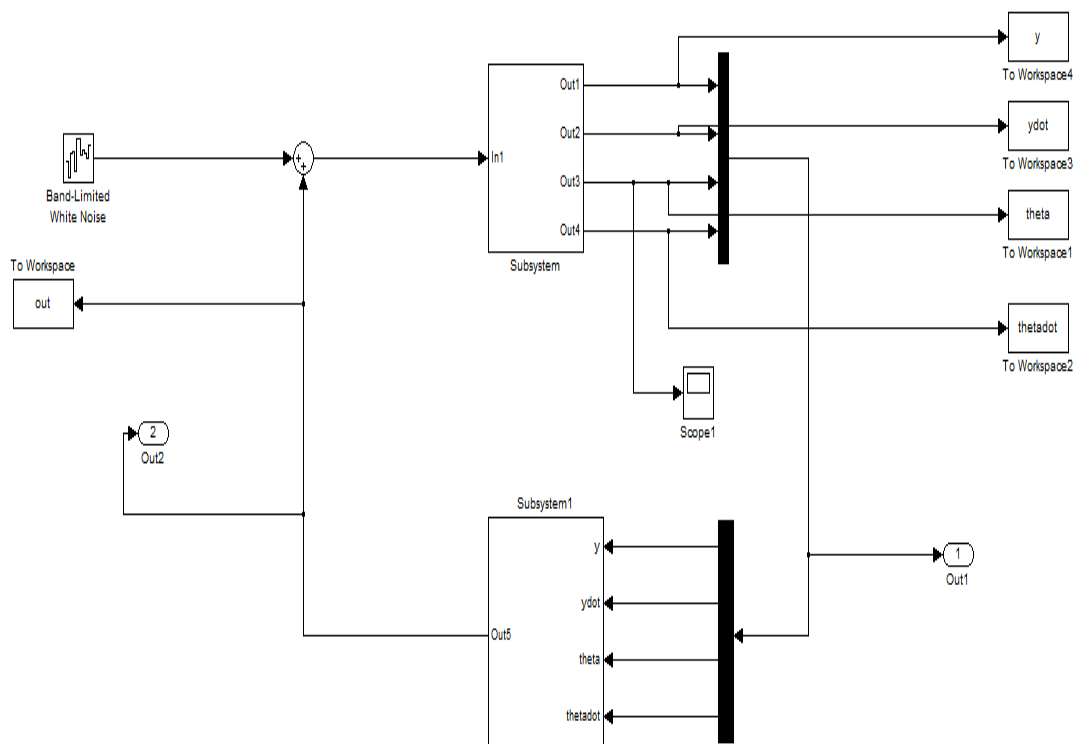 y
To Workspace4
Out1
Out2
ydot
To Workspace3
+
+
In1
Out3
Band-Limited
White Noise
theta
To Workspace1
Out4
Subsystem
To Workspace
out
thetadot
To Workspace2
Scope1
2
Out2
Subsystem1
y
ydot
Out5
theta
thetadot
1
Out1